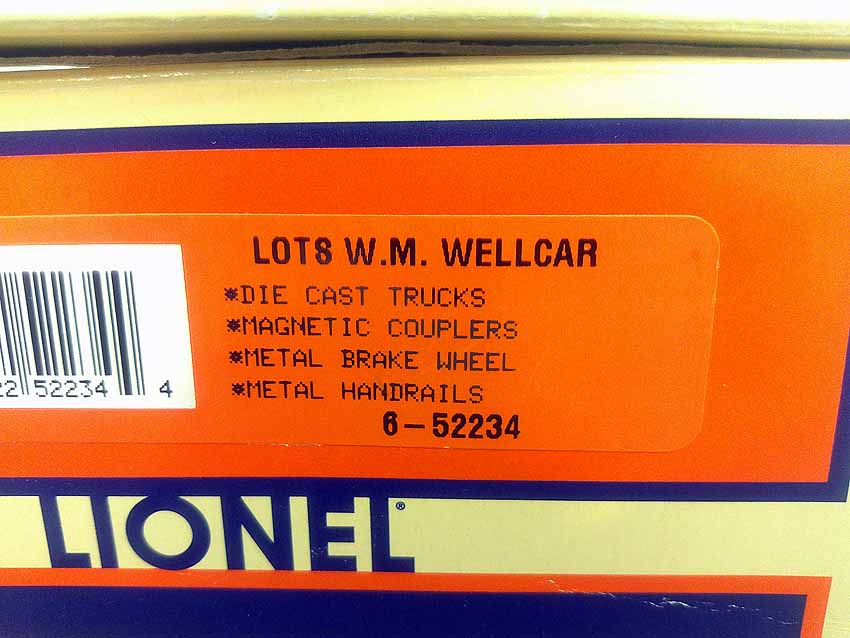 LOTS W.M. WELLCAR
*DIE CAST TRUCKS
*MAGNETIC COUPLERS
*METAL BRAKE WHEEL
*METAL HANDRAILS
6-52234
22 52234 4
LIONEL®